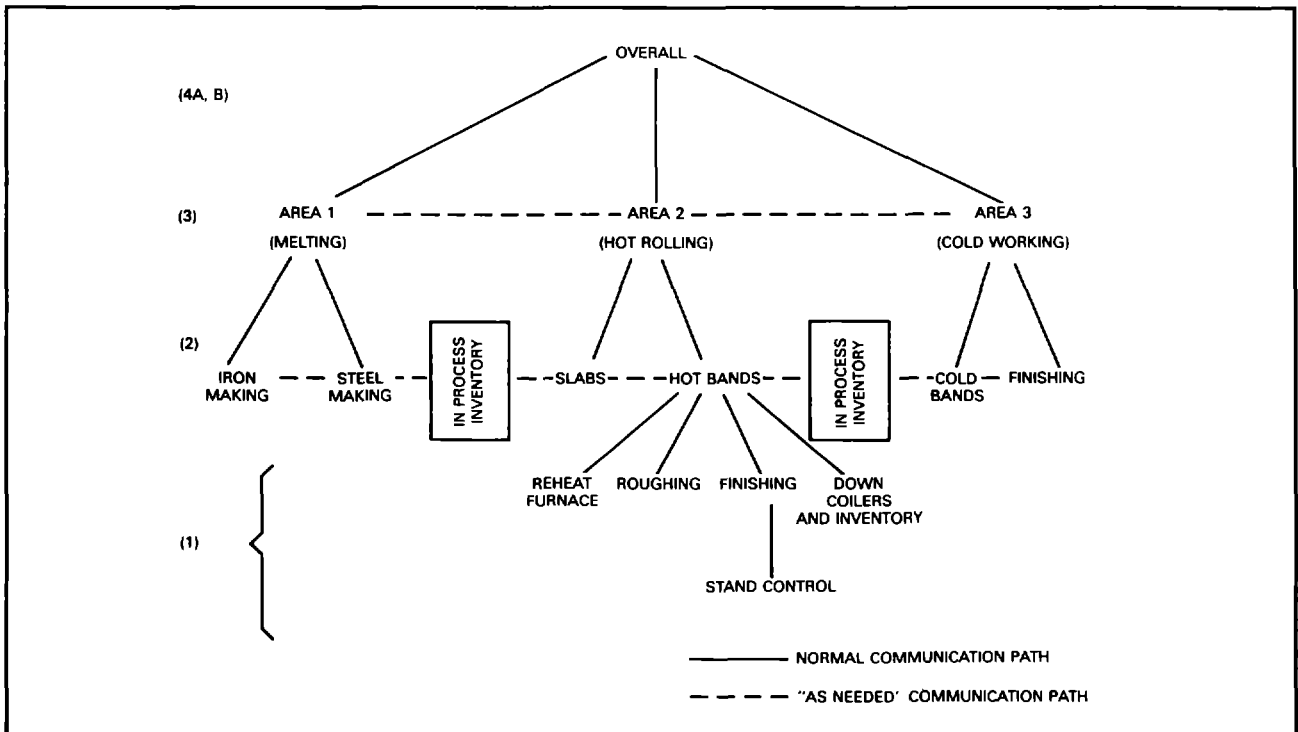 OVERALL
(4A, B)
(3)
AREA 1
AREA 2
AREA 3
(MELTING)
(HOT ROLLING)
(COLD WORKING)
(2)
IRON
MAKING
STEEL
MAKING
IN PROCESS
INVENTORY
SLABS
HOT BANDS
IN PROCESS
INVENTORY
COLD
BANDS
FINISHING
REHEAT
FURNACE
ROUGHING
FINISHING
DOWN
COILERS
AND INVENTORY
(1)
STAND CONTROL
NORMAL COMMUNICATION PATH
"AS NEEDED' COMMUNICATION PATH